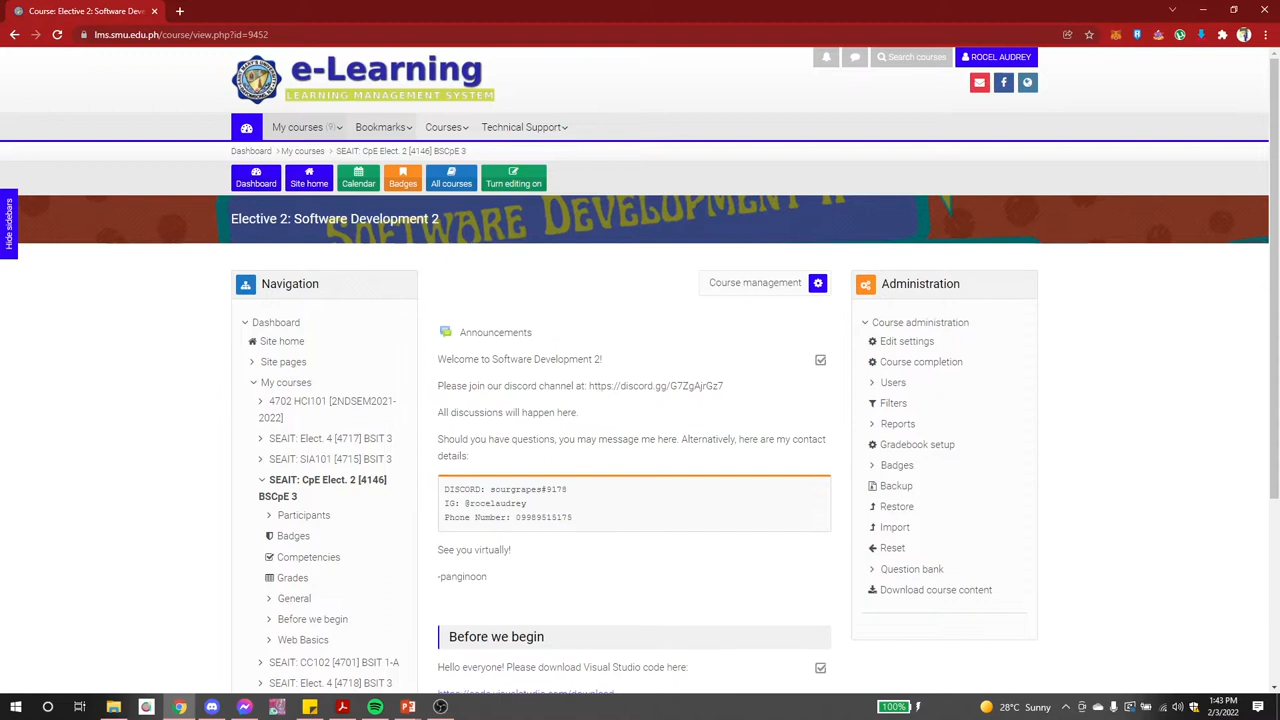 Course: Elective 2: Software Dev
lms.smu.edu.ph/course/view.php?id=9452
e-Learning
LEARNING MANAGEMENT SYSTEM
Search courses
ROCEL AUDREY
My courses (9)
Bookmarks
Courses
Technical Support
Dashboard
My courses
SEAIT: CpE Elect. 2 [4146] BSCpE 3
Dashboard
Site home
Calendar
Badges
All courses
Turn editing on
Hide sidebars
SOFTWARE DEVELOPMENT II
Elective 2: Software Development 2
Navigation
Dashboard
Site home
Site pages
My courses
4702 HCI101 [2NDSEM2021-
2022]
SEAIT: Elect. 4 [4717] BSIT 3
SEAIT: SIA101 [4715] BSIT 3
SEAIT: CpE Elect. 2 [4146]
BSCpE 3
Participants
Badges
Competencies
Grades
General
Before we begin
Web Basics
SEAIT: CC102 [4701] BSIT 1-A
SEAIT: Elect. 4 [4718] BSIT 3
Course management
Announcements
Welcome to Software Development 2!
Please join our discord channel at: https://discord.gg/G7ZgAjrGz7
All discussions will happen here.
Should you have questions, you may message me here. Alternatively, here are my contact
details:
DISCORD: sourgrapes#9178
IG: @rocelaudrey
Phone Number: 09989515175
See you virtually!
-panginoon
Before we begin
Hello everyone! Please download Visual Studio code here:
https://code.visualstudio.com/download
Administration
Course administration
Edit settings
Course completion
Users
Filters
Reports
Gradebook setup
Badges
Backup
Restore
Import
Reset
Question bank
Download course content
100%
28°C Sunny
1:43 PM
2/3/2022